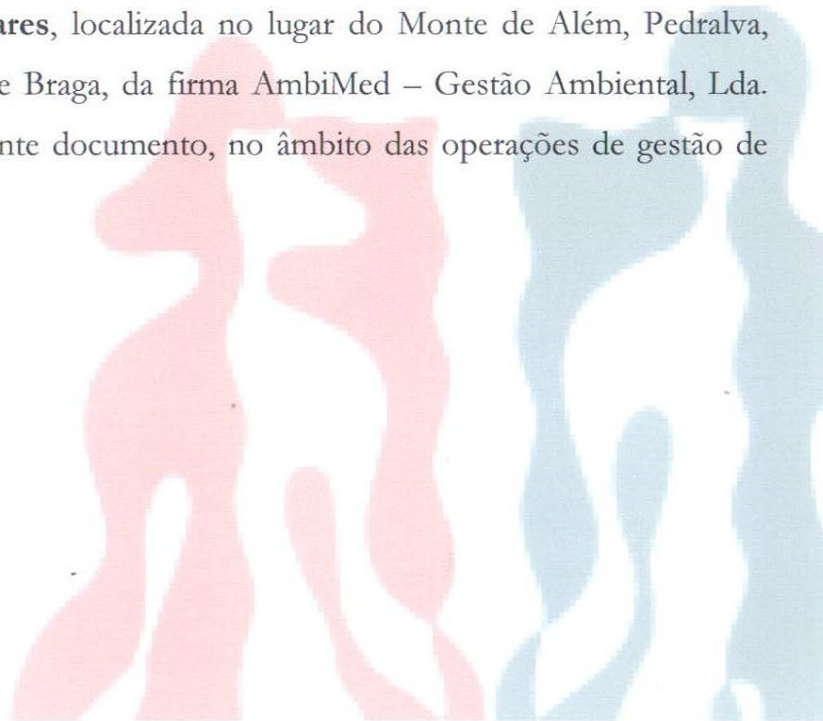 ares, localizada no lugar do Monte de Além, Pedralva,
e Braga, da firma AmbiMed – Gestão Ambiental, Lda.
nte documento, no âmbito das operações de gestão de